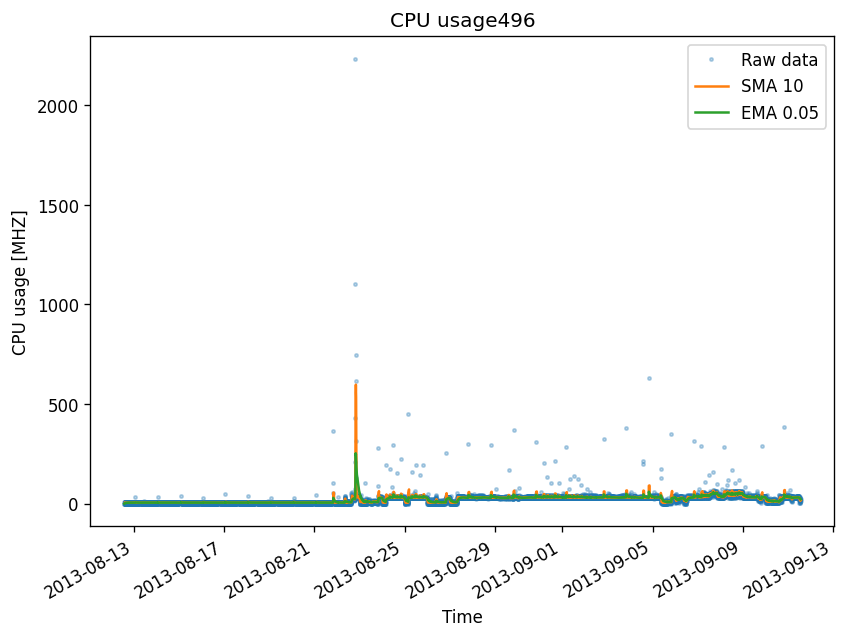 CPU usage496
Raw data
SMA 10
EMA 0.05
CPU usage [MHZ]
2000
1500
1000
500
0
2013-08-13
2013-08-17
2013-08-21
2013-08-25
2013-08-29
2013-09-01
2013-09-05
2013-09-09
2013-09-13
Time